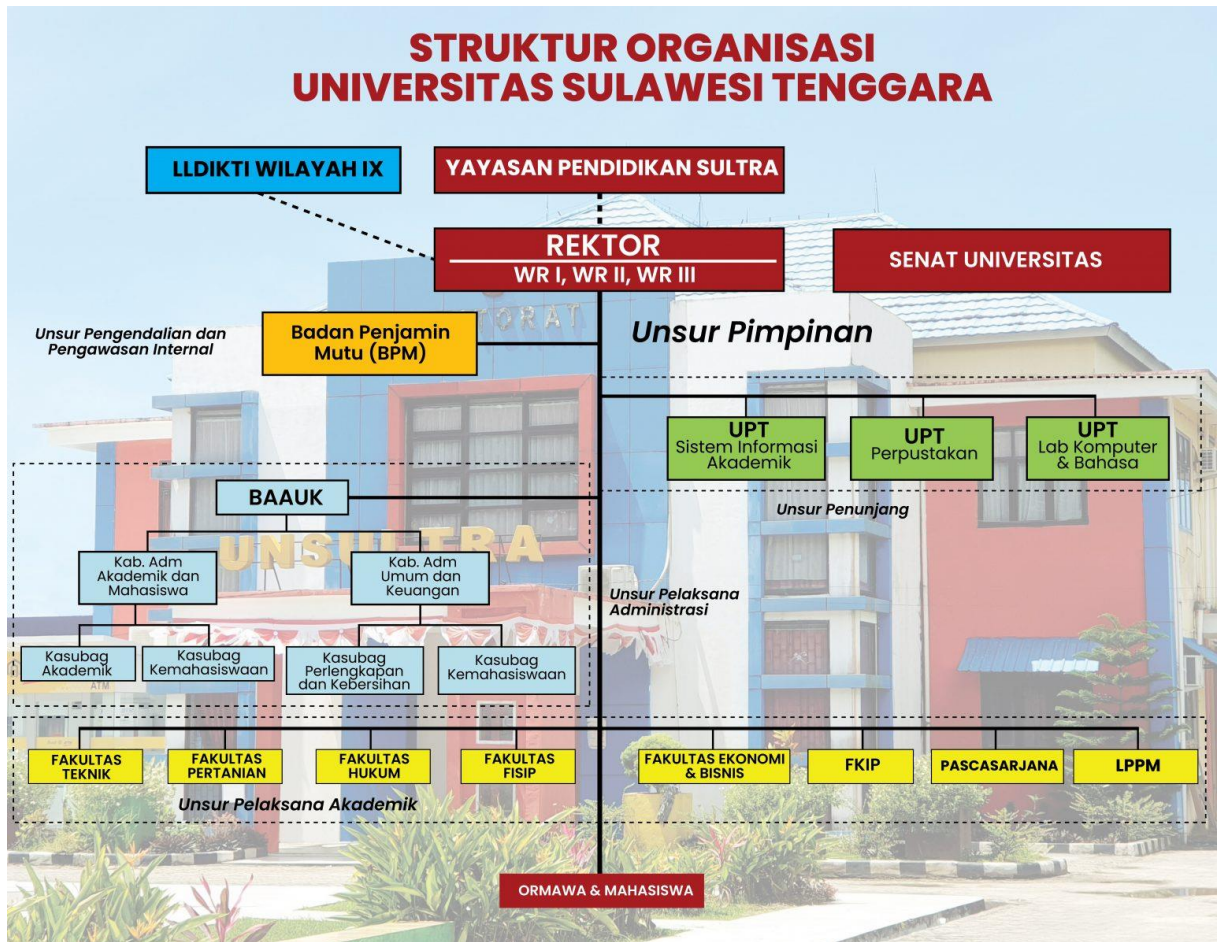 STRUKTUR ORGANISASI
UNIVERSITAS SULAWESI TENGGARA
LLDIKTI WILAYAH IX
YAYASAN PENDIDIKAN SULTRA
REKTOR
WR I, WR II, WR III
SENAT UNIVERSITAS
Unsur Pengendalian dan
Pengawasan Internal
Badan Penjamin
Mutu (BPM)
TORAT
Unsur Pimpinan
UPT
Sistem Informasi
Akademik
UPT
Perpustakan
UPT
Lab Komputer
& Bahasa
Unsur Penunjang
BAAUK
UNSULTRA
Kab. Adm
Akademik dan
Mahasiswa
Kab. Adm
Umum dan
Keuangan
Unsur Pelaksana
Administrasi
Kasubag
Akademik
Kasubag
Kemahasiswaan
Kasubag
Perlengkapan
dan Kebersihan
Kasubag
Kemahasiswaan
ATM
FAKULTAS
TEKNIK
FAKULTAS
PERTANIAN
FAKULTAS
HUKUM
FAKULTAS
FISIP
FAKULTAS EKONOMI
& BISNIS
FKIP
PASCASARJANA
LPPM
Unsur Pelaksana Akademik
ORMAWA & MAHASISWA